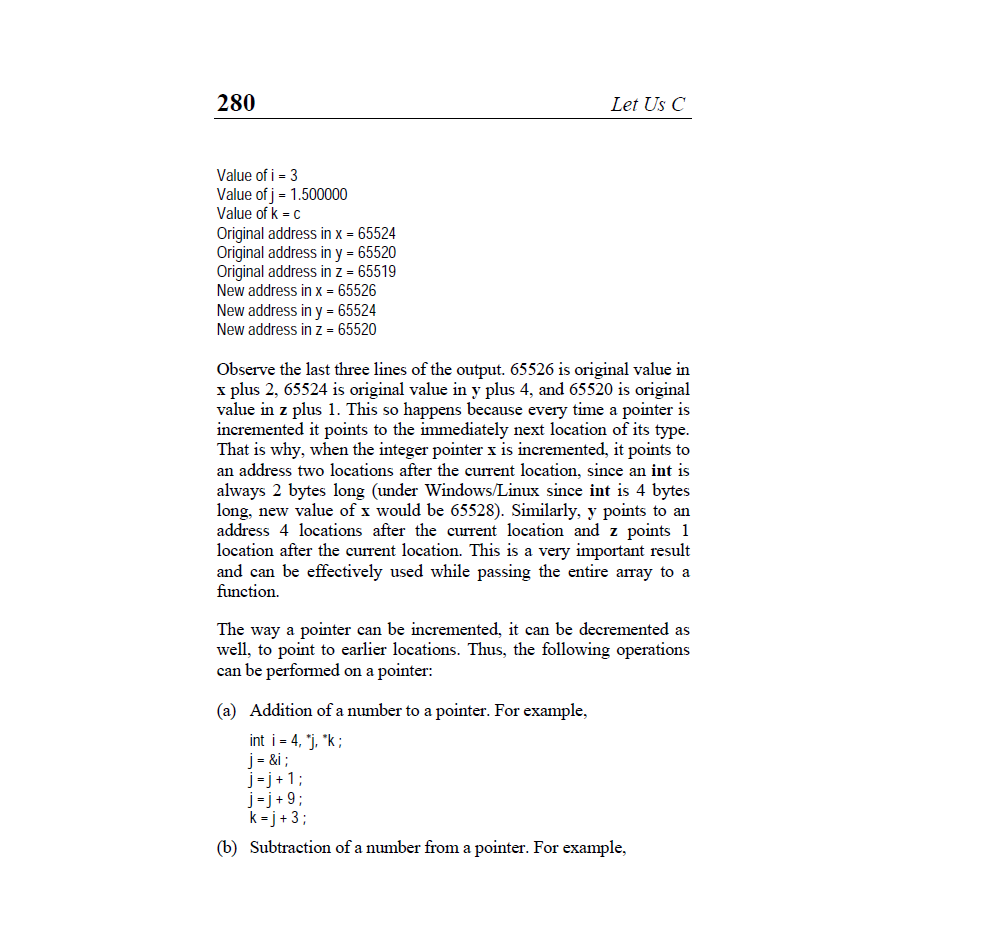 280 Let Us C
Value of i = 3
Value of j = 1.500000
Value of k = c
Original address in x = 65524
Original address in y = 65520
Original address in z = 65519
New address in x = 65526
New address in y = 65524
New address in z = 65520
Observe the last three lines of the output. 65526 is original value in
x plus 2, 65524 is original value in y plus 4, and 65520 is original
value in z plus 1. This so happens because every time a pointer is
incremented it points to the immediately next location of its type.
That is why, when the integer pointer x is incremented, it points to
an address two locations after the current location, since an int is
always 2 bytes long (under Windows/Linux since int is 4 bytes
long, new value of x would be 65528). Similarly, y points to an
address 4 locations after the current location and z points 1
location after the current location. This is a very important result
and can be effectively used while passing the entire array to a
function.
The way a pointer can be incremented, it can be decremented as
well, to point to earlier locations. Thus, the following operations
can be performed on a pointer:
(a) Addition of a number to a pointer. For example,
int i = 4, *j, *k ;
j = &i ;
j = j + 1 ;
j = j + 9 ;
k = j + 3 ;
(b) Subtraction of a number from a pointer. For example,